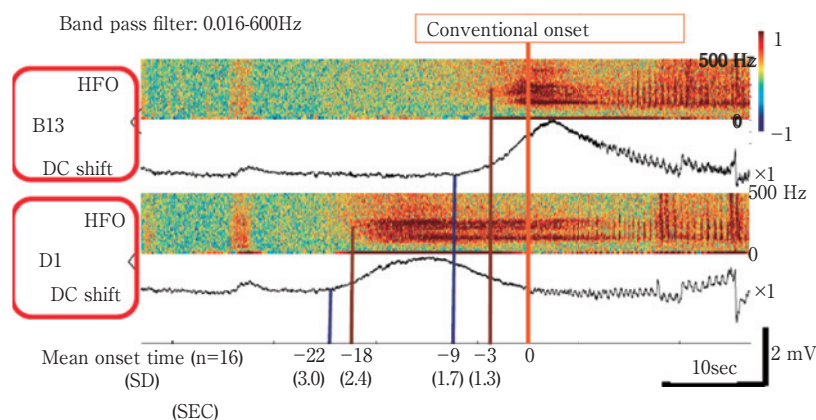 Band pass filter: 0.016-600Hz
Conventional onset
HFO
B13
DC shift
500 Hz
0
1
−1
×1
HFO
D1
DC shift
500 Hz
0
×1
Mean onset time (n=16) −22 −18 −9 −3 0
(SD) (3.0) (2.4) (1.7) (1.3)
(SEC)
10sec
2 mV